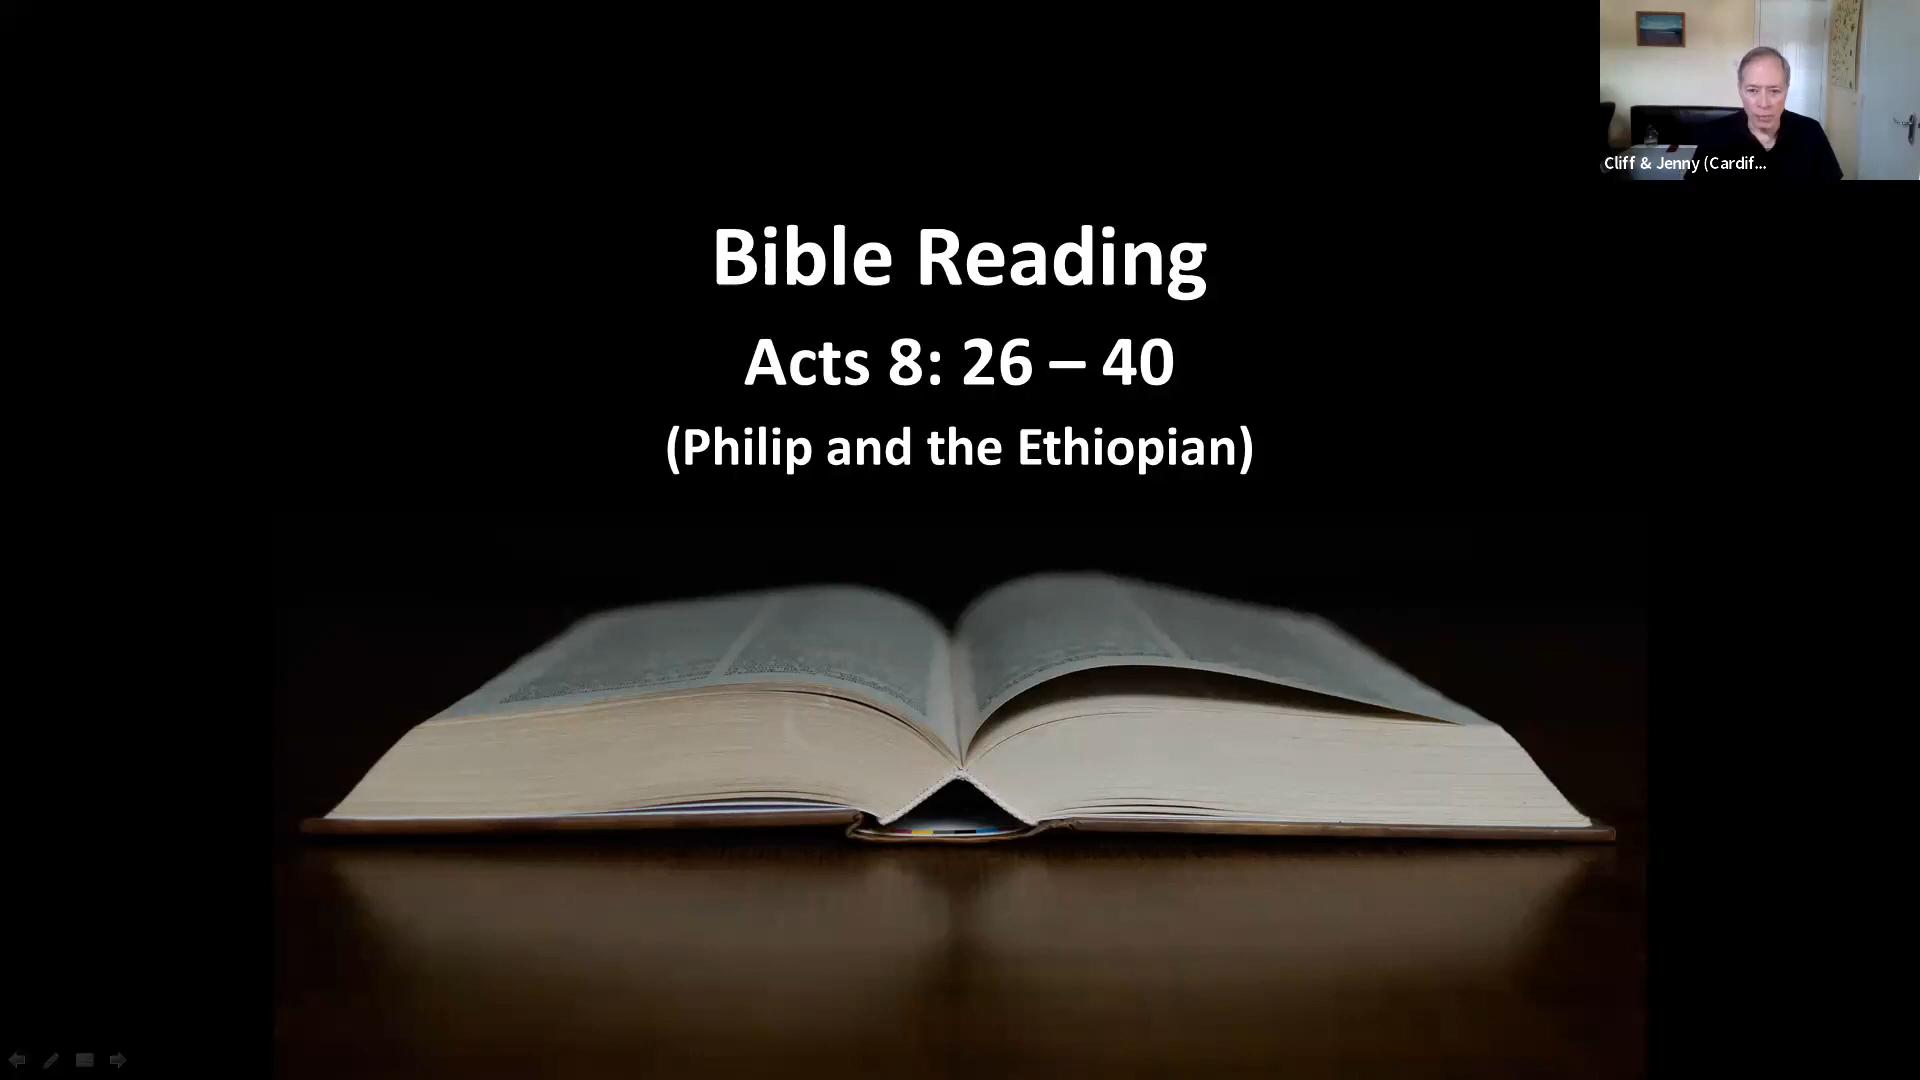 Cliff & Jenny (Cardif...
Bible Reading
Acts 8: 26 – 40
(Philip and the Ethiopian)